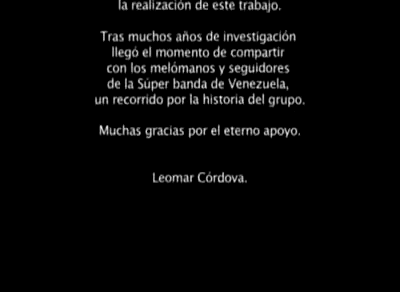 la realización de este trabajo.
Tras muchos años de investigación
llegó el momento de compartir
con los melómanos y seguidores
de la Súper banda de Venezuela,
un recorrido por la historia del grupo.
Muchas gracias por el eterno apoyo.
Leomar Córdova.